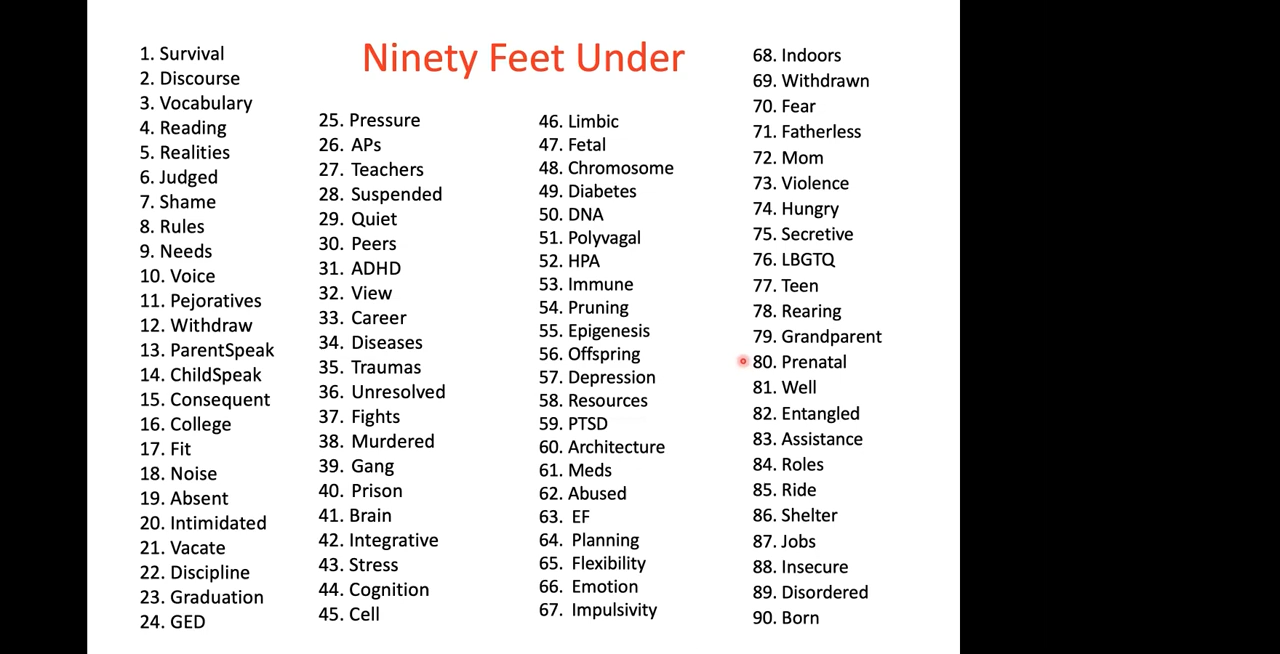 Ninety Feet Under
1. Survival
2. Discourse
3. Vocabulary
4. Reading
5. Realities
6. Judged
7. Shame
8. Rules
9. Needs
10. Voice
11. Pejoratives
12. Withdraw
13. ParentSpeak
14. ChildSpeak
15. Consequent
16. College
17. Fit
18. Noise
19. Absent
20. Intimidated
21. Vacate
22. Discipline
23. Graduation
24. GED
25. Pressure
26. APs
27. Teachers
28. Suspended
29. Quiet
30. Peers
31. ADHD
32. View
33. Career
34. Diseases
35. Traumas
36. Unresolved
37. Fights
38. Murdered
39. Gang
40. Prison
41. Brain
42. Integrative
43. Stress
44. Cognition
45. Cell
46. Limbic
47. Fetal
48. Chromosome
49. Diabetes
50. DNA
51. Polyvagal
52. HPA
53. Immune
54. Pruning
55. Epigenesis
56. Offspring
57. Depression
58. Resources
59. PTSD
60. Architecture
61. Meds
62. Abused
63. EF
64. Planning
65. Flexibility
66. Emotion
67. Impulsivity
68. Indoors
69. Withdrawn
70. Fear
71. Fatherless
72. Mom
73. Violence
74. Hungry
75. Secretive
76. LBGTQ
77. Teen
78. Rearing
79. Grandparent
80. Prenatal
81. Well
82. Entangled
83. Assistance
84. Roles
85. Ride
86. Shelter
87. Jobs
88. Insecure
89. Disordered
90. Born